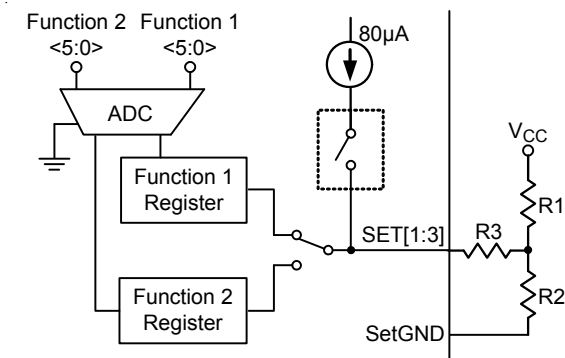 Function 2 Function 1
<5:0> <5:0>
80µA
ADC
VCC
Function 1
Register
R1
SET[1:3]
R3
Function 2
Register
R2
SetGND